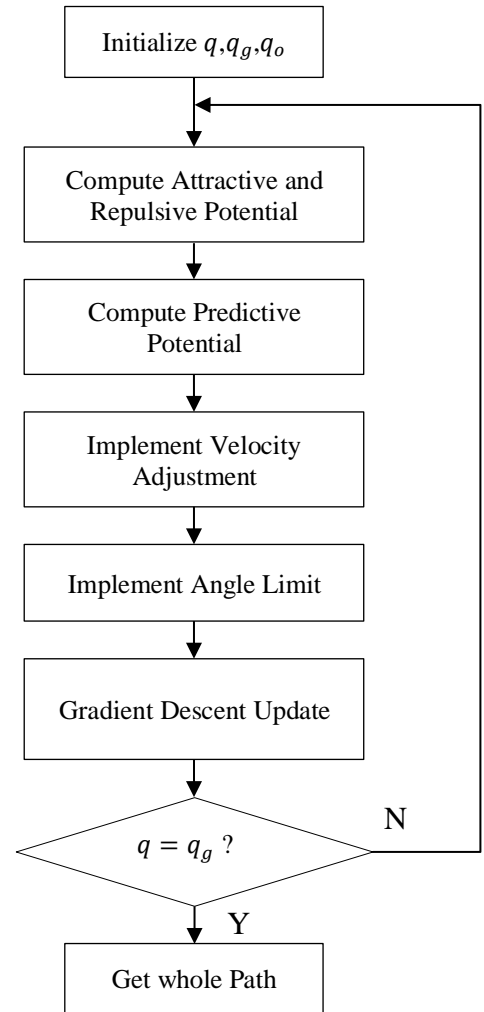 Initialize q,q_g,q_o
Compute Attractive and
Repulsive Potential
Compute Predictive
Potential
Implement Velocity
Adjustment
Implement Angle Limit
Gradient Descent Update
q = q_g ?
N
Y
Get whole Path